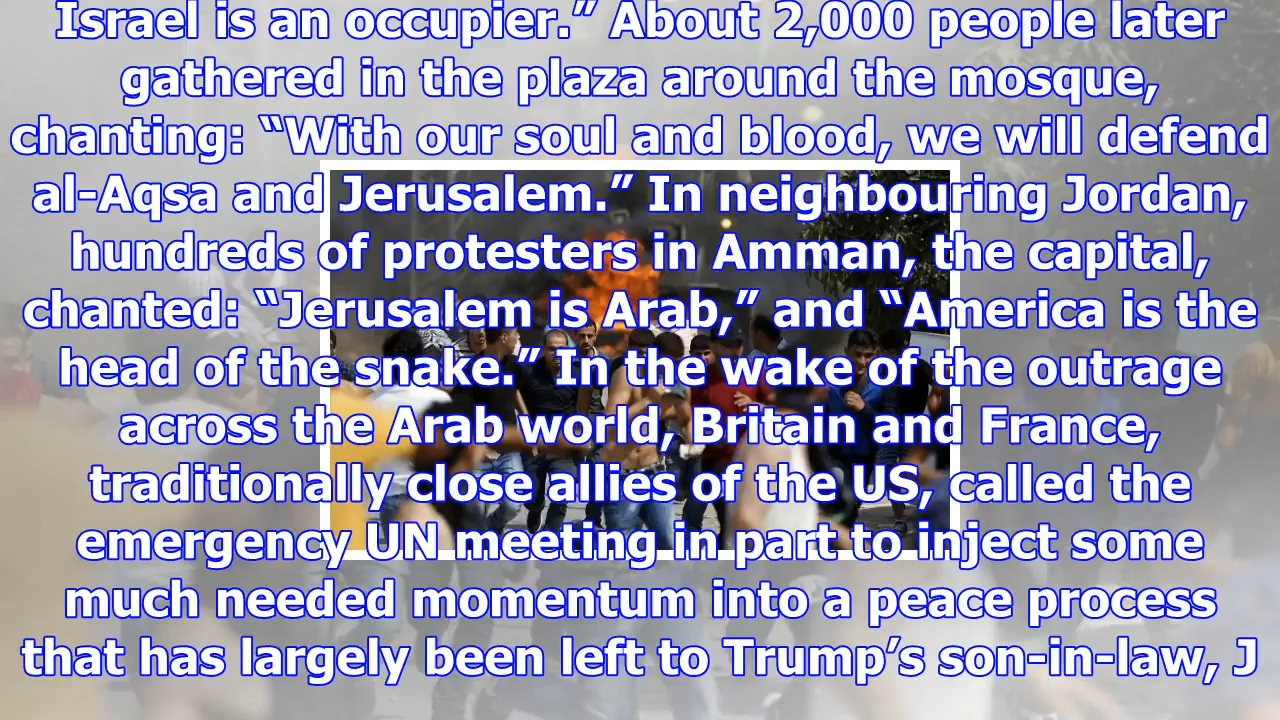 Israel is an occupier.” About 2,000 people later
gathered in the plaza around the mosque,
chanting: “With our soul and blood, we will defend
al-Aqsa and Jerusalem.” In neighbouring Jordan,
hundreds of protesters in Amman, the capital,
chanted: “Jerusalem is Arab,” and “America is the
head of the snake.” In the wake of the outrage
across the Arab world, Britain and France,
traditionally close allies of the US, called the
emergency UN meeting in part to inject some
much needed momentum into a peace process
that has largely been left to Trump’s son-in-law, J